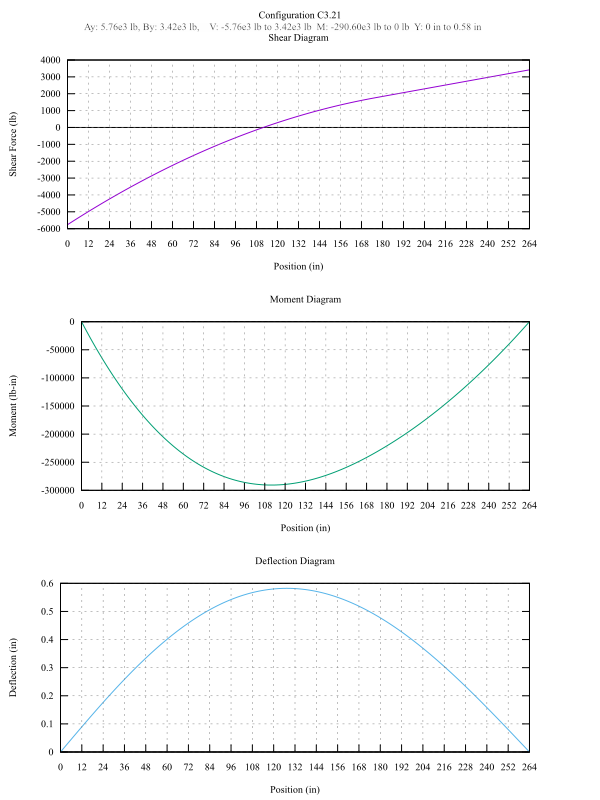 Configuration C3.21
Ay: 5.76e3 lb, By: 3.42e3 lb,    V: -5.76e3 lb to 3.42e3 lb  M: -290.60e3 lb to 0 lb  Y: 0 in to 0.58 in
Shear Diagram
4000
3000
2000
1000
0
-1000
-2000
-3000
-4000
-5000
-6000
Shear Force (lb)
0 12 24 36 48 60 72 84 96 108 120 132 144 156 168 180 192 204 216 228 240 252 264
Position (in)
Moment Diagram
0
-50000
-100000
-150000
-200000
-250000
-300000
Moment (lb-in)
0 12 24 36 48 60 72 84 96 108 120 132 144 156 168 180 192 204 216 228 240 252 264
Position (in)
Deflection Diagram
0.6
0.5
0.4
0.3
0.2
0.1
0
Deflection (in)
0 12 24 36 48 60 72 84 96 108 120 132 144 156 168 180 192 204 216 228 240 252 264
Position (in)